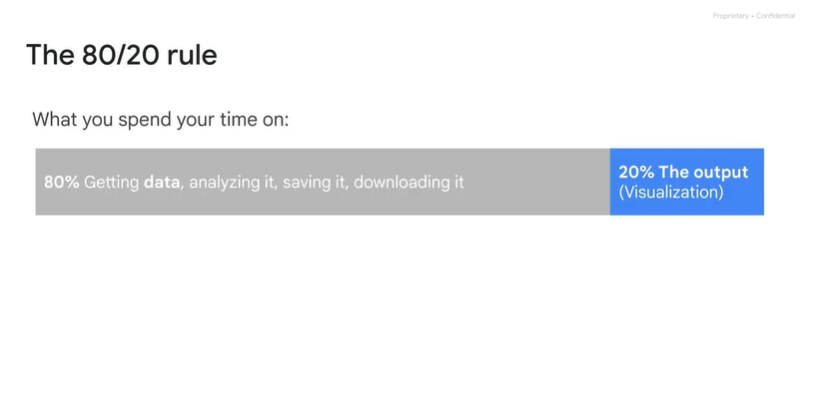 Proprietary + Confidential
The 80/20 rule
What you spend your time on:
80% Getting data, analyzing it, saving it, downloading it
20% The output
(Visualization)